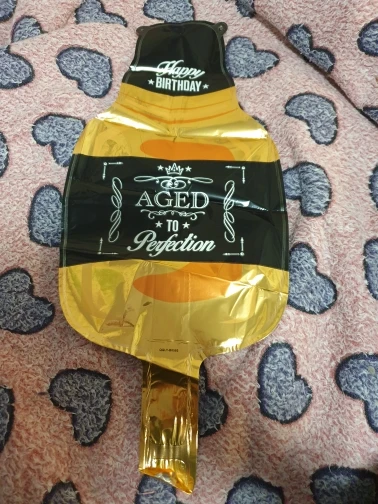 Happy
BIRTHDAY
AGED
TO
Perfection